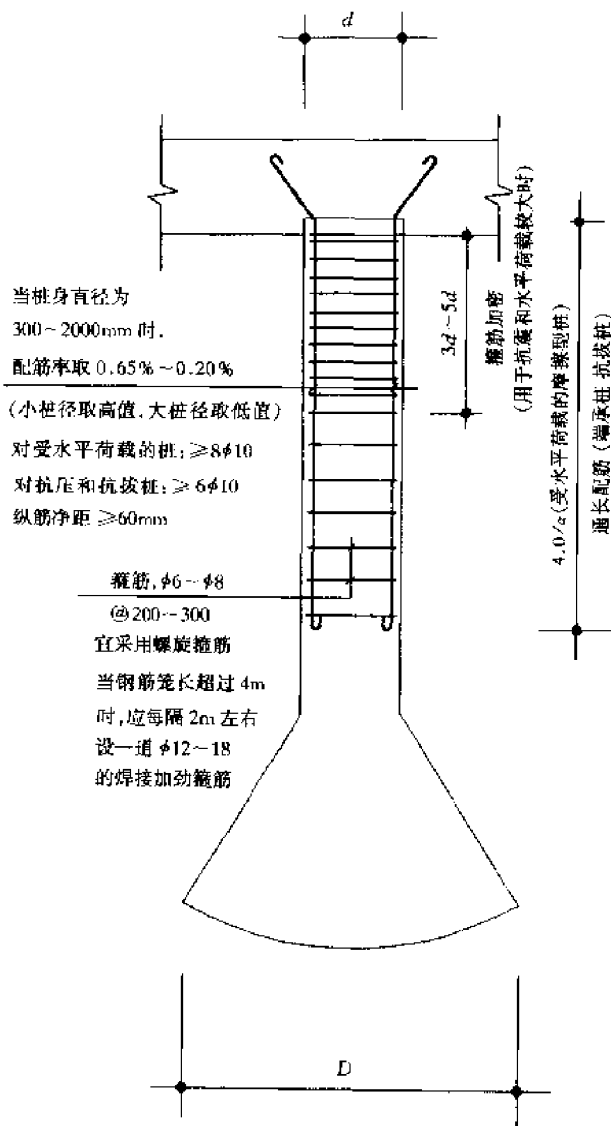 d
当桩身直径为
300~2000mm 时.
配筋率取 0.65%~0.20%
(小桩径取高值,大桩径取低值)
对受水平荷载的桩:≥8ϕ10
对抗压和抗拔桩:≥6ϕ10
纵筋净距 ≥60mm
箍筋,ϕ6~ϕ8
@200~300
宜采用螺旋箍筋
当钢筋笼长超过 4m
时,应每隔 2m 左右
设一道 ϕ12~18
的焊接加劲箍筋
3d~5d
箍筋加密
(用于抗震和水平荷载较大时)
4.0/α(受水平荷载的摩擦型桩)
通长配筋(端承桩 抗拔桩)
D